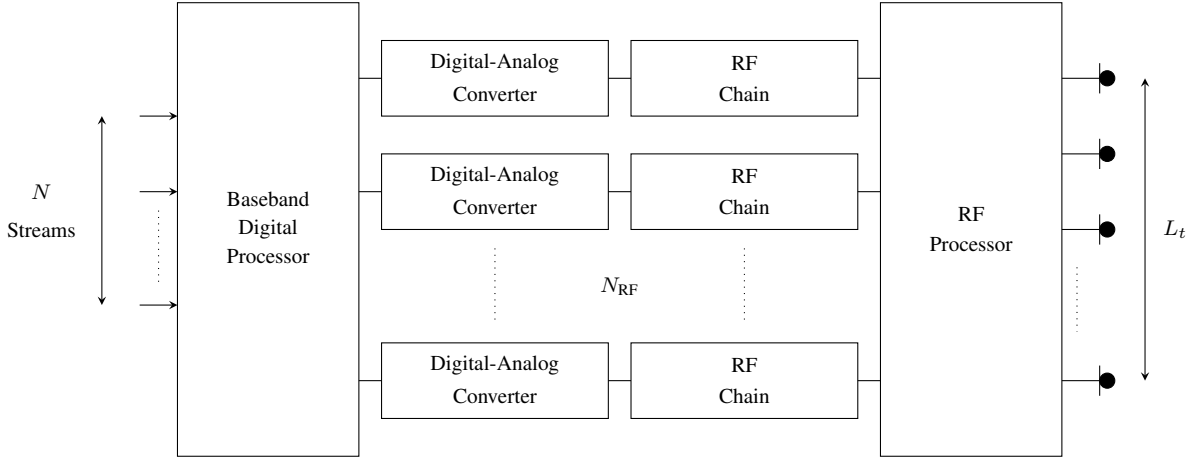 N
Streams
Baseband
Digital
Processor
Digital-Analog
Converter
RF
Chain
Digital-Analog
Converter
RF
Chain
N_RF
Digital-Analog
Converter
RF
Chain
RF
Processor
L_t